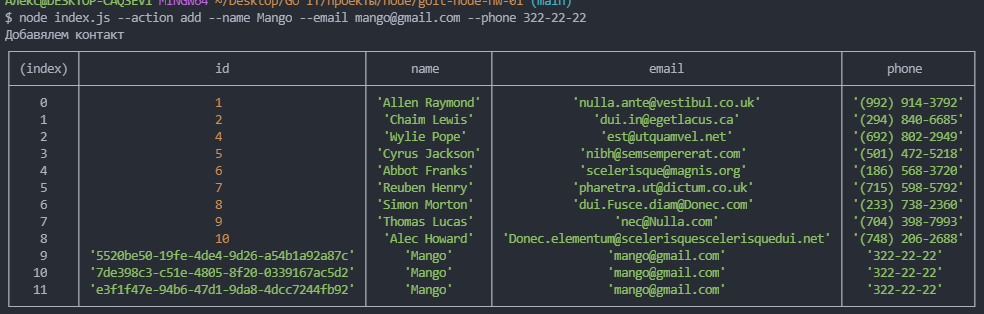 Алекс@DESKTOP-CAQSEVI MINGW64 ~/Desktop/GO IT/проекты/node/goit-node-hw-01 (main)
$ node index.js --action add --name Mango --email mango@gmail.com --phone 322-22-22
Добавялем контакт
(index) id name email phone
0 1 'Allen Raymond' 'nulla.ante@vestibul.co.uk' '(992) 914-3792'
1 2 'Chaim Lewis' 'dui.in@egetlacus.ca' '(294) 840-6685'
2 4 'Wylie Pope' 'est@utquamvel.net' '(692) 802-2949'
3 5 'Cyrus Jackson' 'nibh@semsempererat.com' '(501) 472-5218'
4 6 'Abbot Franks' 'scelerisque@magnis.org' '(186) 568-3720'
5 7 'Reuben Henry' 'pharetra.ut@dictum.co.uk' '(715) 598-5792'
6 8 'Simon Morton' 'dui.Fusce.diam@Donec.com' '(233) 738-2360'
7 9 'Thomas Lucas' 'nec@Nulla.com' '(704) 398-7993'
8 10 'Alec Howard' 'Donec.elementum@scelerisquescelerisquedui.net' '(748) 206-2688'
9 '5520be50-19fe-4de4-9d26-a54b1a92a87c' 'Mango' 'mango@gmail.com' '322-22-22'
10 '7de398c3-c51e-4805-8f20-0339167ac5d2' 'Mango' 'mango@gmail.com' '322-22-22'
11 'e3f1f47e-94b6-47d1-9da8-4dcc7244fb92' 'Mango' 'mango@gmail.com' '322-22-22'